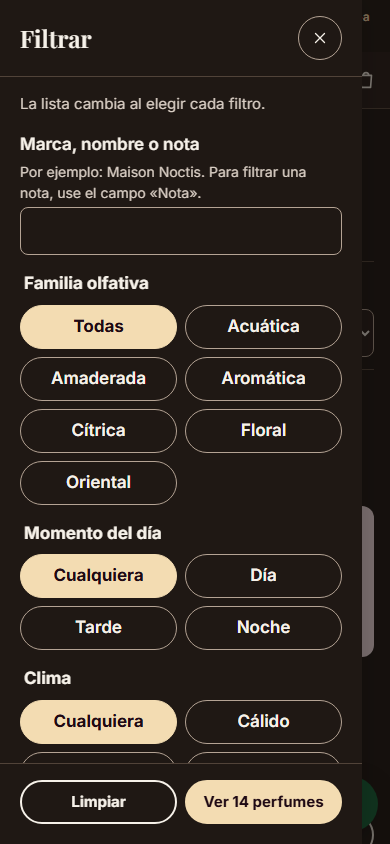 Filtrar
a
La lista cambia al elegir cada filtro.
Marca, nombre o nota
Por ejemplo: Maison Noctis. Para filtrar una
nota, use el campo «Nota».
Familia olfativa
Todas
Acuática
Amaderada
Aromática
Cítrica
Floral
Oriental
Momento del día
Cualquiera
Día
Tarde
Noche
Clima
Cualquiera
Cálido
Limpiar
Ver 14 perfumes